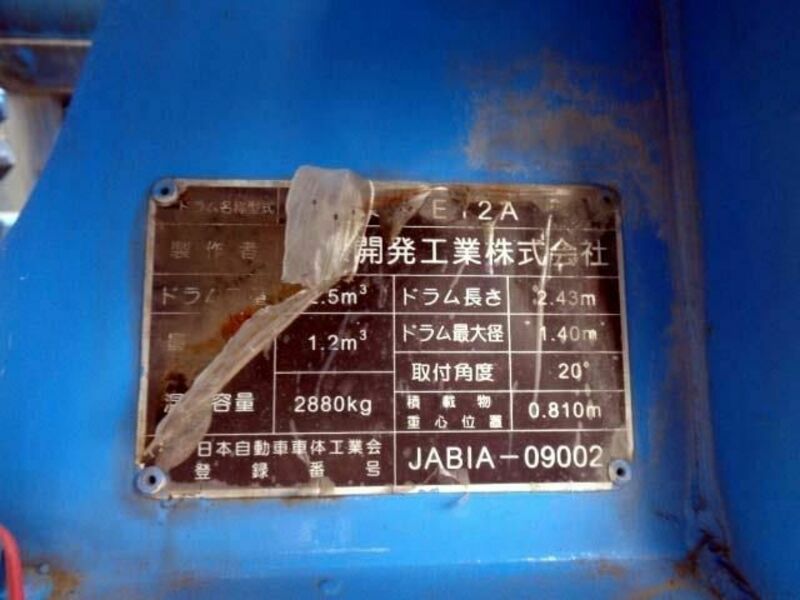 ドラム名称型式 E12A
製作者 開発工業株式会社
ドラム .5m³ ドラム長さ 2.43m
1.2m³ ドラム最大径 1.40m
取付角度 20°
容量 2880kg 積載物重心位置 0.810m
日本自動車車体工業会
登録番号 JABIA-09002